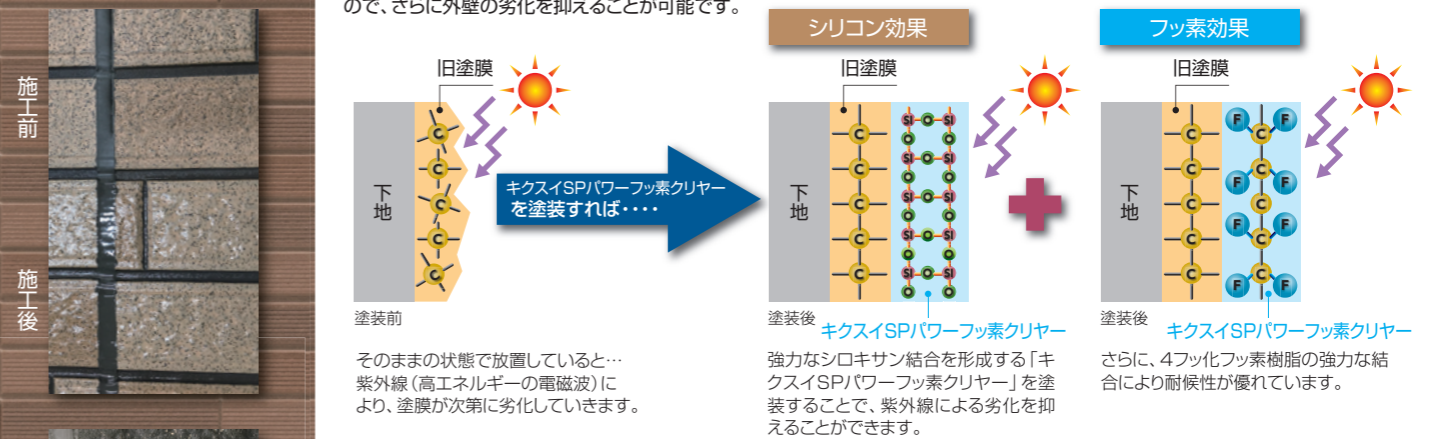 施工前
施工後
ので、さらに外壁の劣化を抑えることが可能です。
旧塗膜
C
C
C
C
C
下地
塗装前
そのままの状態で放置していると…
紫外線（高エネルギーの電磁波）に
より、塗膜が次第に劣化していきます。
キクスイSPパワーフッ素クリヤー
を塗装すれば・・・・
シリコン効果
旧塗膜
下地
C
C
C
C
C
SI O SI
O O
SI O SI
O O
SI O SI
O O
SI O SI
O O
SI O SI
O O
塗装後
キクスイSPパワーフッ素クリヤー
強力なシロキサン結合を形成する「キ
クスイSPパワーフッ素クリヤー」を塗
装することで、紫外線による劣化を抑
えることができます。
フッ素効果
旧塗膜
下地
C
C
C
C
C
F C F
F C F
F C F
F C F
C
塗装後
キクスイSPパワーフッ素クリヤー
さらに、4フッ化フッ素樹脂の強力な結
合により耐候性が優れています。